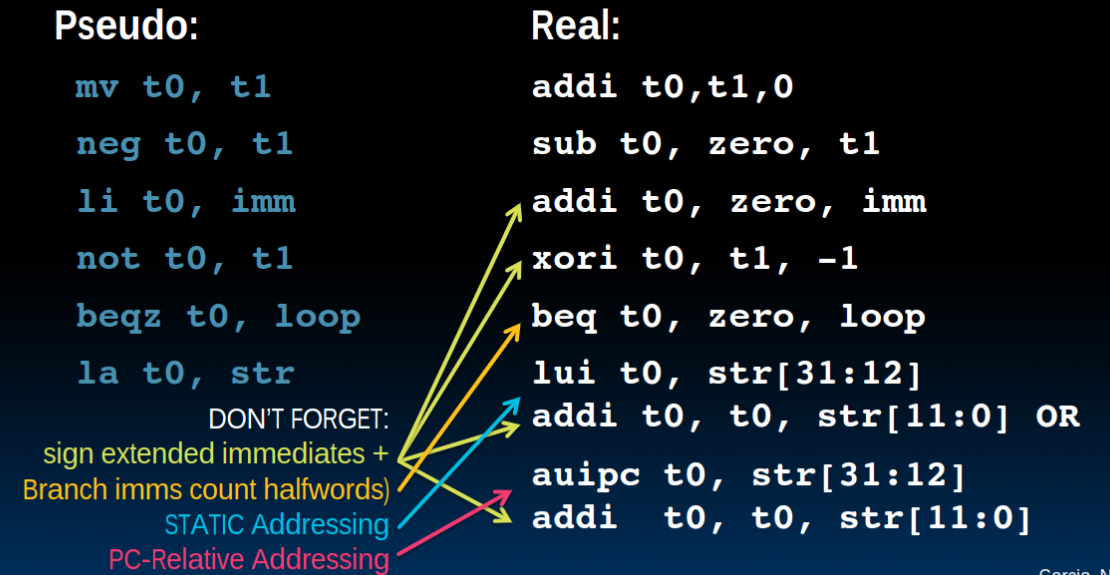 Pseudo:
mv t0, t1
neg t0, t1
li t0, imm
not t0, t1
beqz t0, loop
la t0, str
DON'T FORGET:
sign extended immediates +
Branch imms count halfwords)
STATIC Addressing
PC-Relative Addressing
Real:
addi t0,t1,0
sub t0, zero, t1
addi t0, zero, imm
xori t0, t1, -1
beq t0, zero, loop
lui t0, str[31:12]
addi t0, t0, str[11:0] OR
auipc t0, str[31:12]
addi t0, t0, str[11:0]